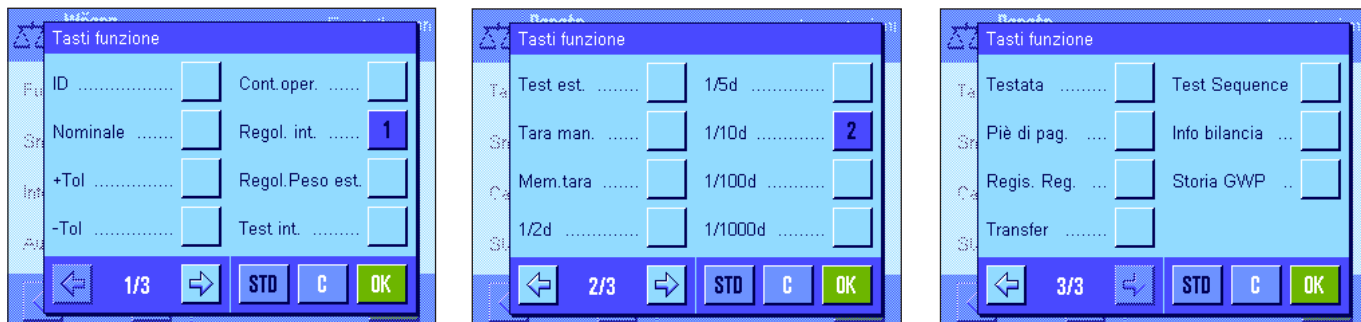 Tasti funzione
ID .................
Cont.oper. ......
Nominale .......
Regol. int. ...... 1
+Tol ..............
Regol.Peso est.
-Tol ..............
Test int. .........
1/3 STD C OK
Tasti funzione
Test est. ........
1/5d ..............
Tara man. .....
1/10d ............ 2
Mem.tara .......
1/100d ..........
1/2d ..............
1/1000d ........
2/3 STD C OK
Tasti funzione
Testata .........
Test Sequence
Piè di pag. ....
Info bilancia ...
Regis. Reg. ...
Storia GWP ..
Transfer ........
3/3 STD C OK